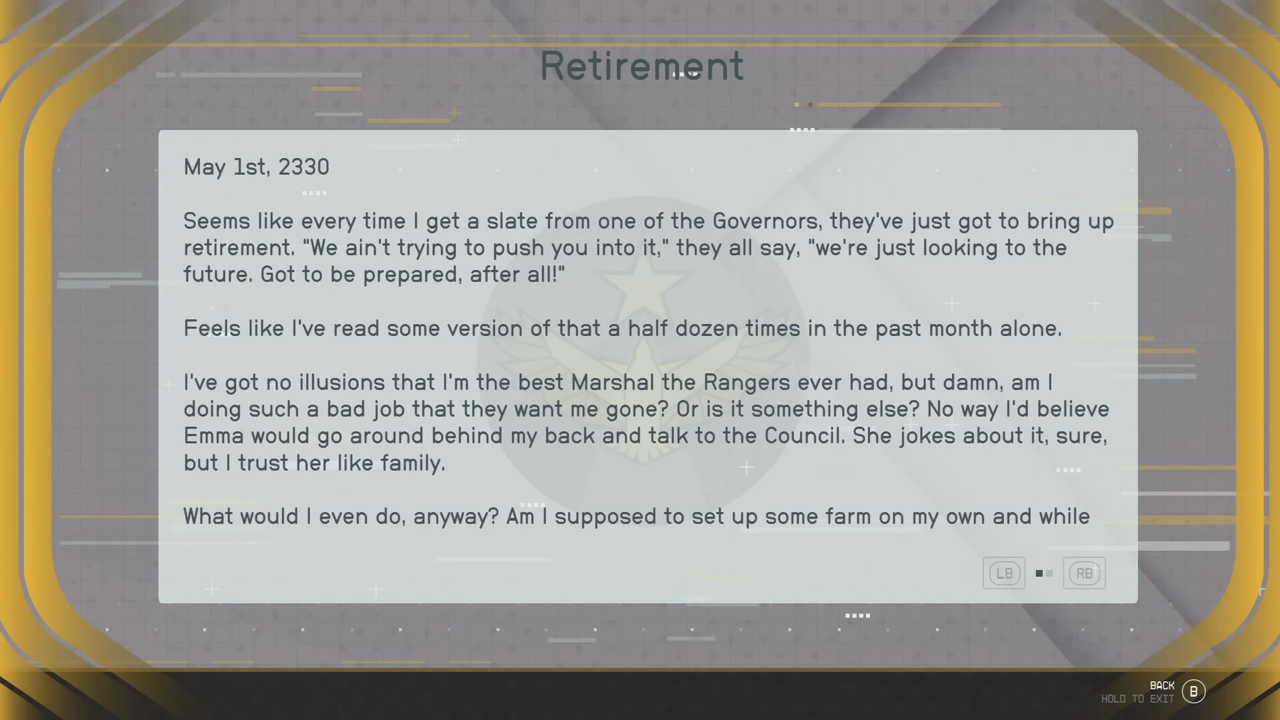 Retirement
May 1st, 2330
Seems like every time I get a slate from one of the Governors, they've just got to bring up
retirement. "We ain't trying to push you into it," they all say, "we're just looking to the
future. Got to be prepared, after all!"
Feels like I've read some version of that a half dozen times in the past month alone.
I've got no illusions that I'm the best Marshal the Rangers ever had, but damn, am I
doing such a bad job that they want me gone? Or is it something else? No way I'd believe
Emma would go around behind my back and talk to the Council. She jokes about it, sure,
but I trust her like family.
What would I even do, anyway? Am I supposed to set up some farm on my own and while
LB RB
BACK
HOLD TO EXIT B